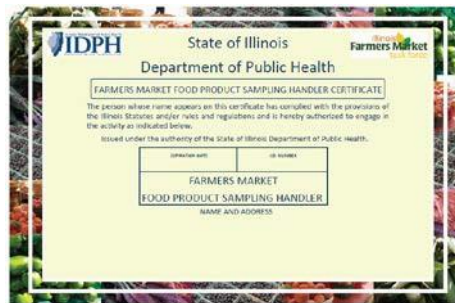 IDPH
State of Illinois
Illinois
Farmers Market
Department of Public Health
FARMERS MARKET FOOD PRODUCT SAMPLING HANDLER CERTIFICATE
The person whose name appears on this certificate has complied with the provisions of
the Illinois Statutes and/or rules and regulations and is hereby authorized to engage in
the activity as indicated below.
Issued under the authority of the State of Illinois Department of Public Health.
EXPIRATION DATE
I.D. NUMBER
FARMERS MARKET
FOOD PRODUCT SAMPLING HANDLER
NAME AND ADDRESS